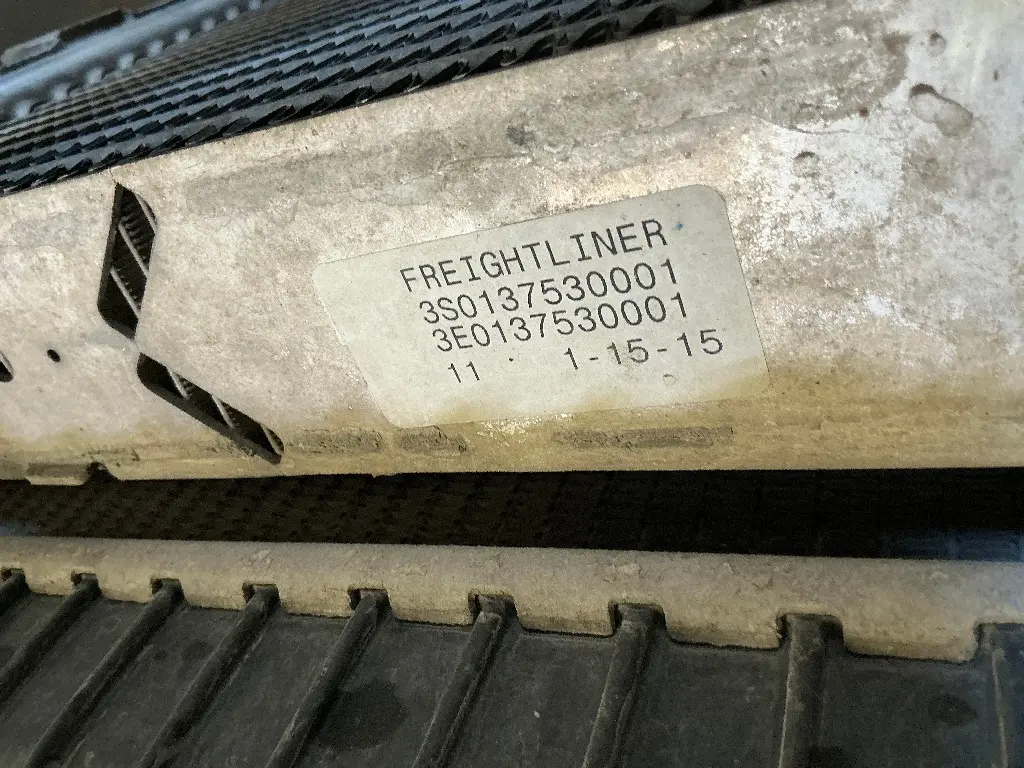 FREIGHTLINER
3S0137530001
3E0137530001
11 1-15-15